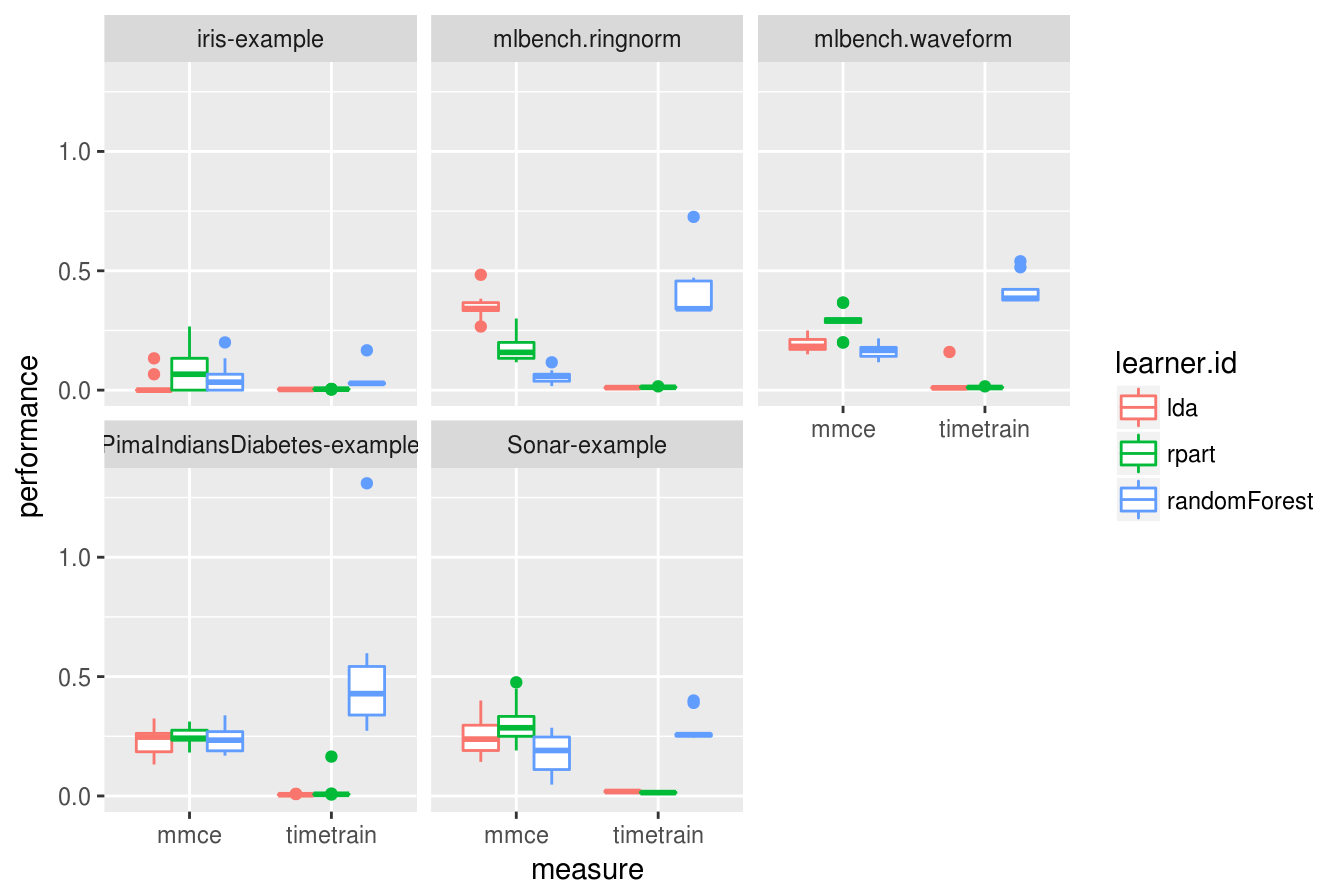 iris-example
mlbench.ringnorm
mlbench.waveform
1.0
0.5
0.0
mmce
timetrain
PimaIndiansDiabetes-example
Sonar-example
1.0
0.5
0.0
mmce
timetrain
mmce
timetrain
measure
performance
learner.id
lda
rpart
randomForest